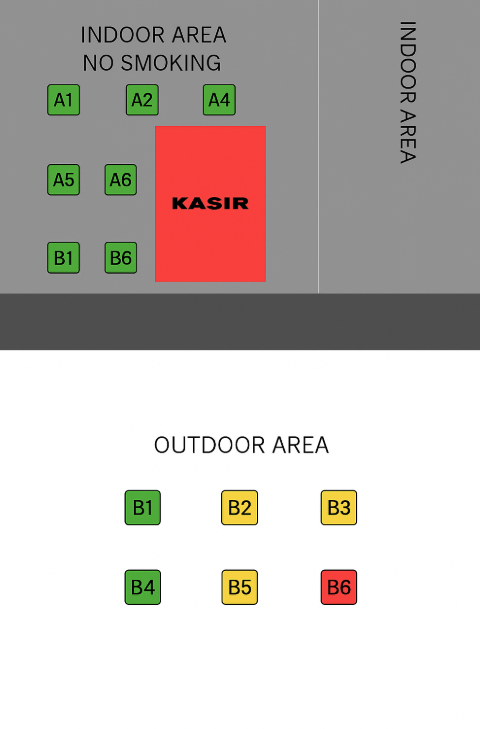 INDOOR AREA
NO SMOKING
A1 A2 A4
A5 A6
KASIR
B1 B6
INDOOR AREA
OUTDOOR AREA
B1 B2 B3
B4 B5 B6